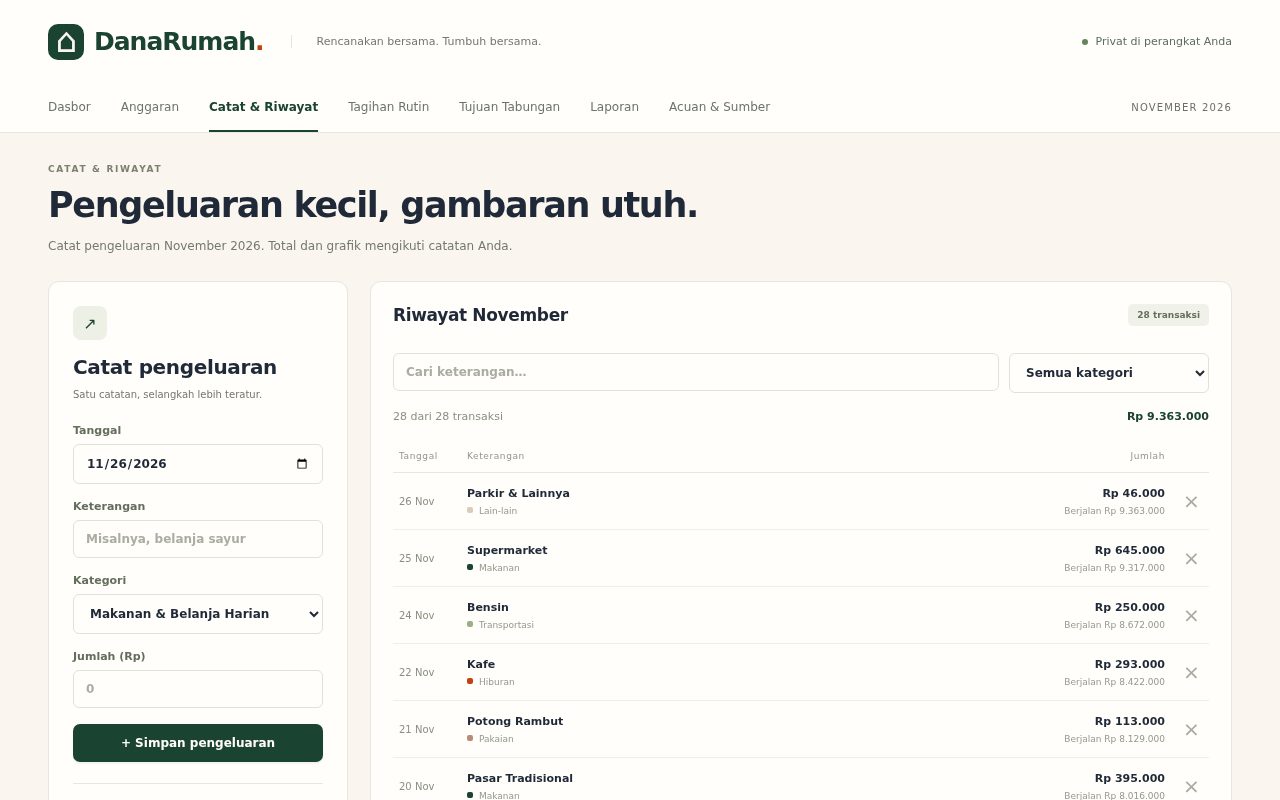 DanaRumah.
Rencanakan bersama. Tumbuh bersama.
Privat di perangkat Anda
Dasbor
Anggaran
Catat & Riwayat
Tagihan Rutin
Tujuan Tabungan
Laporan
Acuan & Sumber
NOVEMBER 2026
CATAT & RIWAYAT
Pengeluaran kecil, gambaran utuh.
Catat pengeluaran November 2026. Total dan grafik mengikuti catatan Anda.
Catat pengeluaran
Satu catatan, selangkah lebih teratur.
Tanggal
11/26/2026
Keterangan
Misalnya, belanja sayur
Kategori
Makanan & Belanja Harian
Jumlah (Rp)
0
+ Simpan pengeluaran
Riwayat November
28 transaksi
Cari keterangan...
Semua kategori
28 dari 28 transaksi
Rp 9.363.000
Tanggal Keterangan Jumlah
26 Nov Parkir & Lainnya Rp 46.000
Lain-lain Berjalan Rp 9.363.000
25 Nov Supermarket Rp 645.000
Makanan Berjalan Rp 9.317.000
24 Nov Bensin Rp 250.000
Transportasi Berjalan Rp 8.672.000
22 Nov Kafe Rp 293.000
Hiburan Berjalan Rp 8.422.000
21 Nov Potong Rambut Rp 113.000
Pakaian Berjalan Rp 8.129.000
20 Nov Pasar Tradisional Rp 395.000
Makanan Berjalan Rp 8.016.000